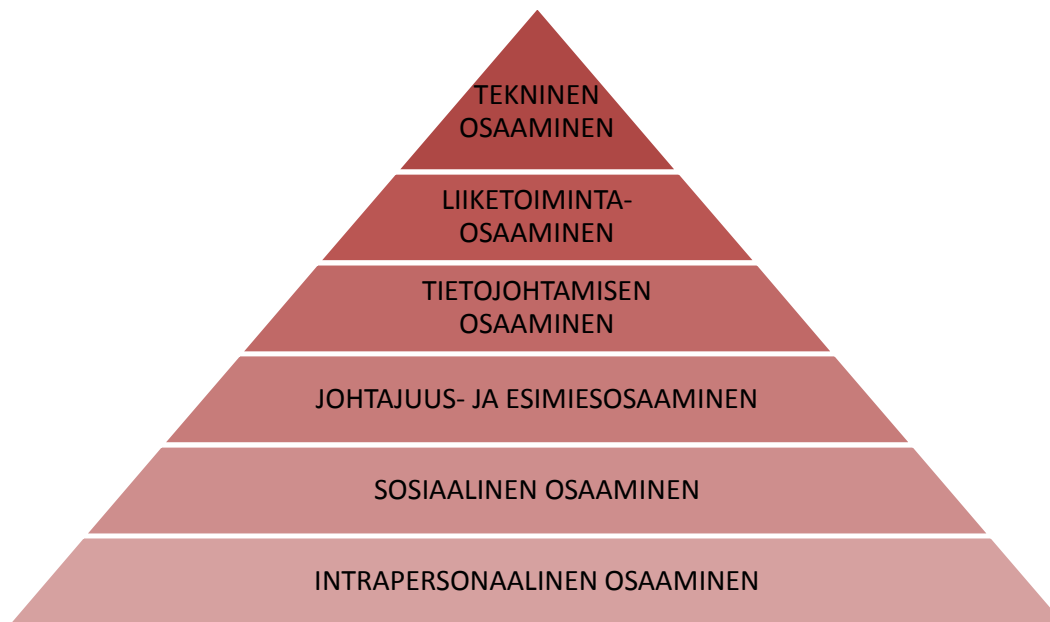 TEKNINEN
OSAAMINEN
LIIKETOIMINTA-
OSAAMINEN
TIETOJOHTAMISEN
OSAAMINEN
JOHTAJUUS- JA ESIMIESOSAAMINEN
SOSIAALINEN OSAAMINEN
INTRAPERSONAALINEN OSAAMINEN